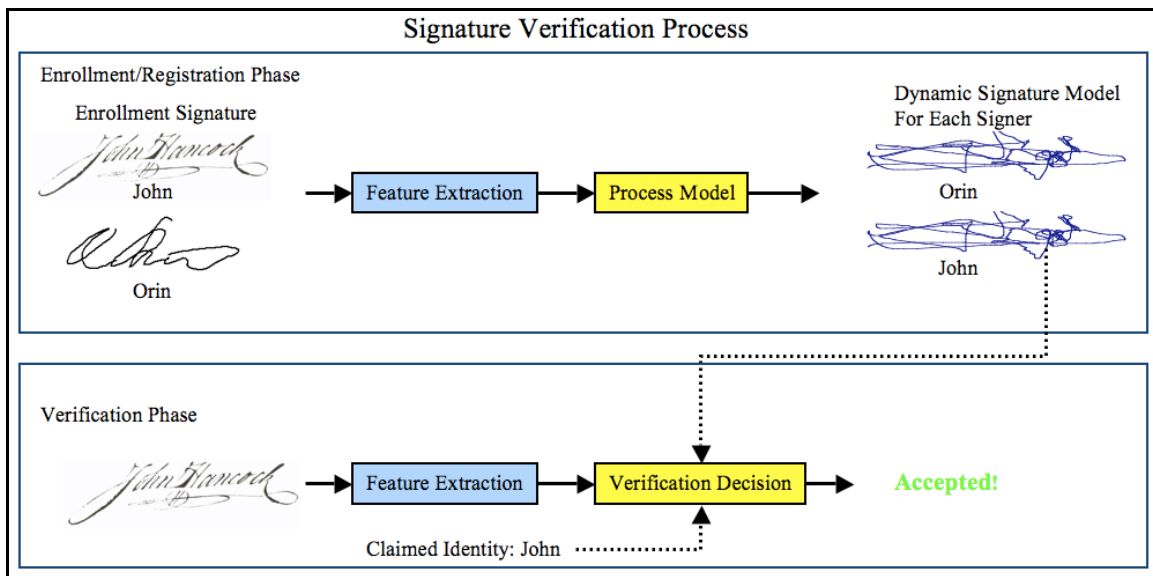 Signature Verification Process
Enrollment/Registration Phase
Enrollment Signature
John Hancock
John
Orin
Feature Extraction
Process Model
Dynamic Signature Model
For Each Signer
Orin
John
Verification Phase
John Hancock
Feature Extraction
Verification Decision
Accepted!
Claimed Identity: John